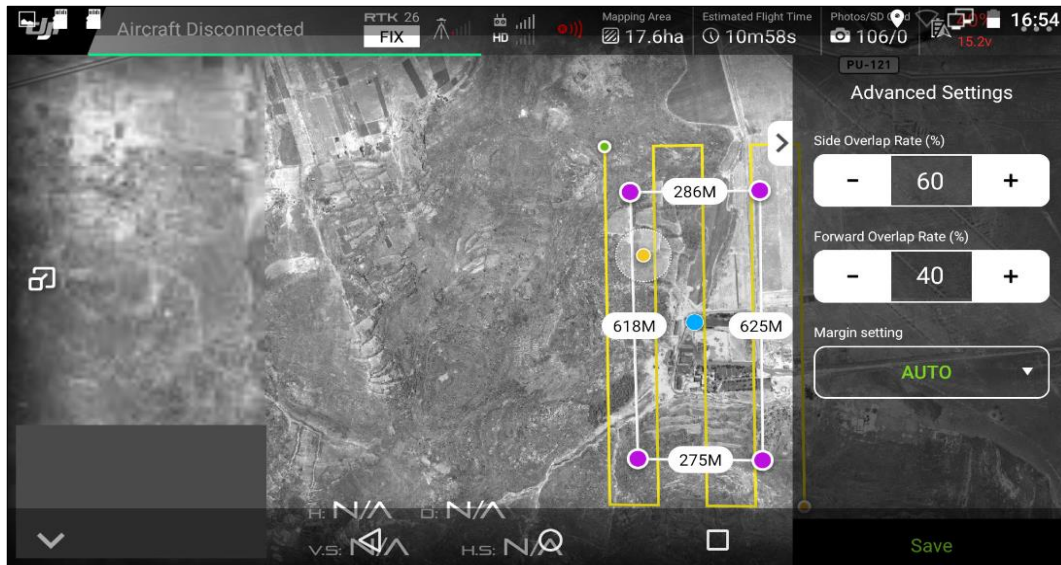 Aircraft Disconnected
RTK 26
FIX
HD
Mapping Area
17.6ha
Estimated Flight Time
10m58s
106/0
15.2v
16:54
PU-121
Advanced Settings
Side Overlap Rate (%)
- 60 +
Forward Overlap Rate (%)
- 40 +
Margin setting
AUTO
286M
618M
625M
275M
H: N/A D: N/A
V.S: N/A H.S: N/A
Save